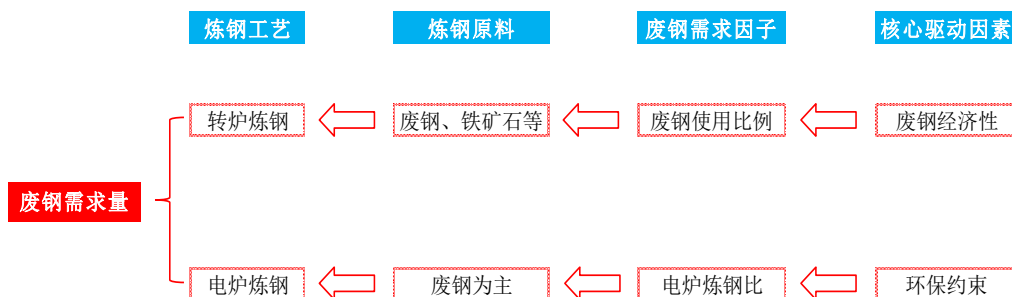 炼钢工艺
炼钢原料
废钢需求因子
核心驱动因素
转炉炼钢
废钢、铁矿石等
废钢使用比例
废钢经济性
废钢需求量
电炉炼钢
废钢为主
电炉炼钢比
环保约束